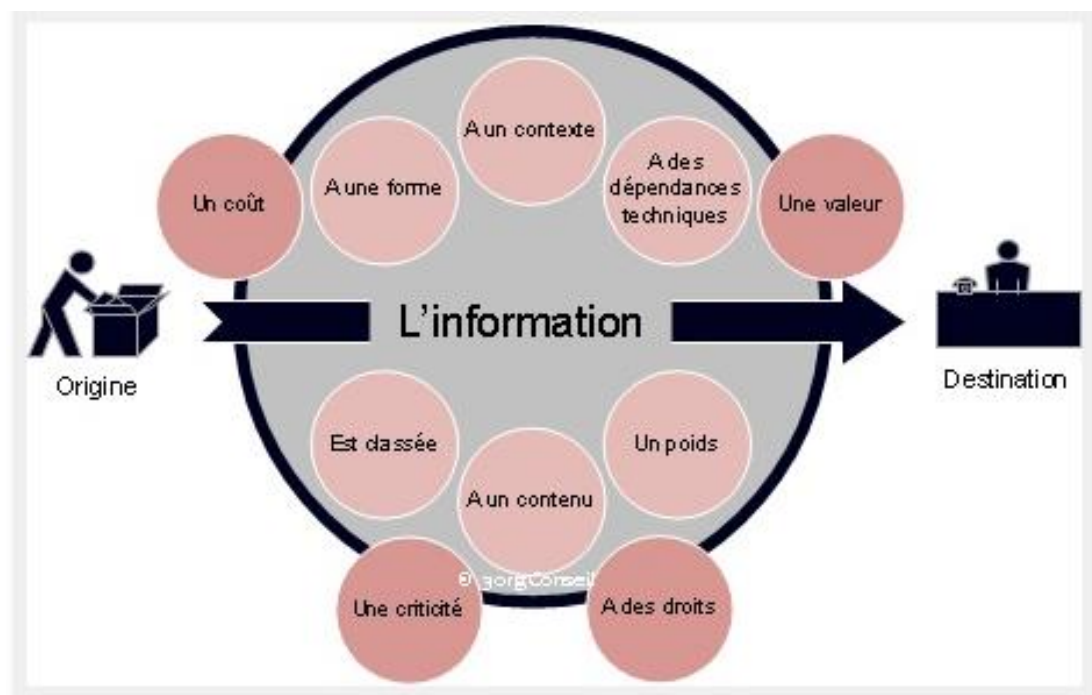 A un contexte
A une forme
A des
dépendances
techniques
Un coût
Une valeur
L'information
Origine
Destination
Est classée
Un poids
A un contenu
© 3orgConseil
Une criticité
A des droits